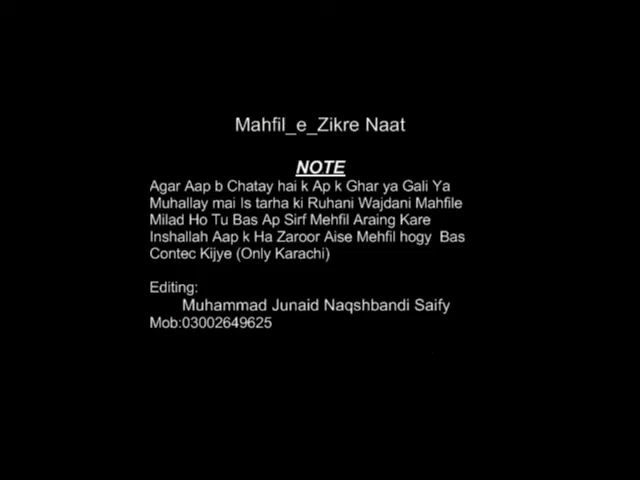 Mahfil_e_Zikre Naat
NOTE
Agar Aap b Chatay hai k Ap k Ghar ya Gali Ya
Muhallay mai Is tarha ki Ruhani Wajdani Mahfile
Milad Ho Tu Bas Ap Sirf Mehfil Araing Kare
Inshallah Aap k Ha Zaroor Aise Mehfil hogy Bas
Contec Kijye (Only Karachi)
Editing:
Muhammad Junaid Naqshbandi Saify
Mob:03002649625